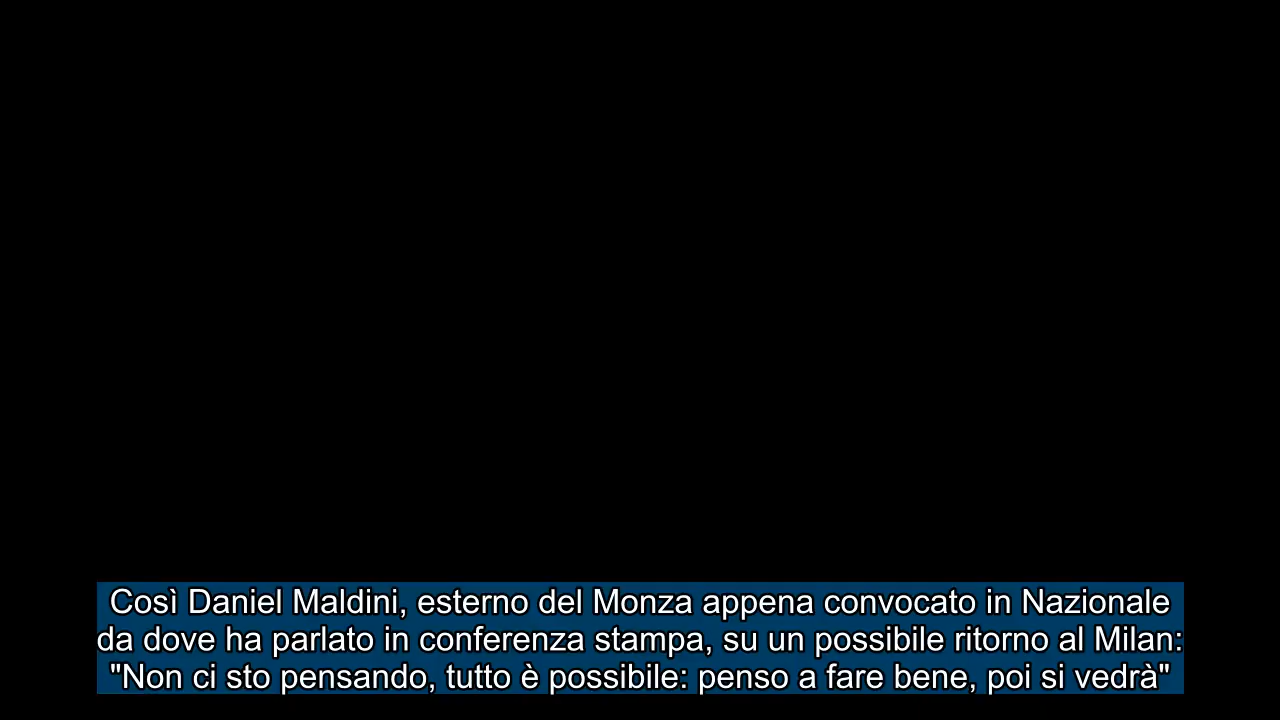 Così Daniel Maldini, esterno del Monza appena convocato in Nazionale
da dove ha parlato in conferenza stampa, su un possibile ritorno al Milan:
"Non ci sto pensando, tutto è possibile: penso a fare bene, poi si vedrà"